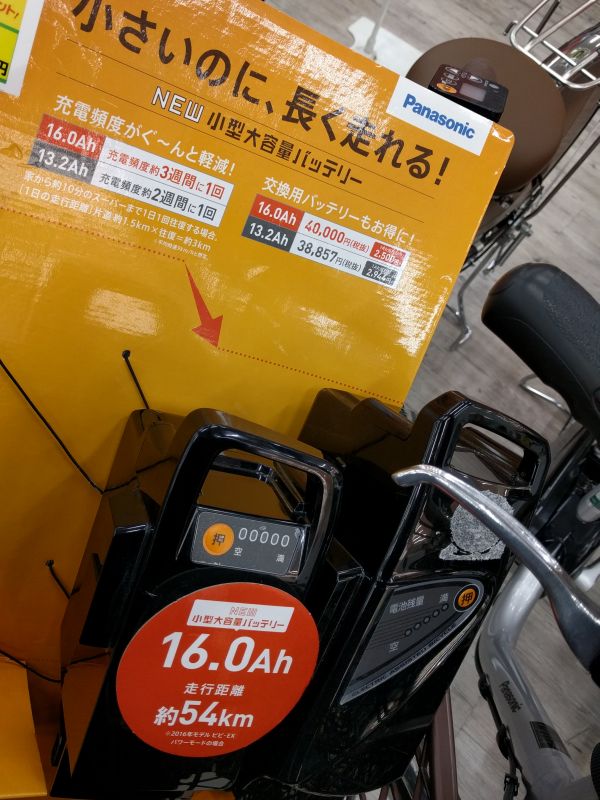 小さいのに、長く走れる!
Panasonic
NEW 小型大容量バッテリー
充電頻度がぐ〜んと軽減!
16.0Ah 充電頻度約3週間に1回
13.2Ah 充電頻度約2週間に1回
家から約10分のスーパーまで1日1回往復する場合。
(1日の走行距離)片道約1.5km×往復=約3km
交換用バッテリーもお得に!
16.0Ah 40,000円(税抜)
13.2Ah 38,857円(税抜)
押 00000
空 満
NEW
小型大容量バッテリー
16.0Ah
走行距離
約54km
※2016年モデル ビビ・EX
パワーモードの場合
電池残量 満 押
空
Panasonic
円